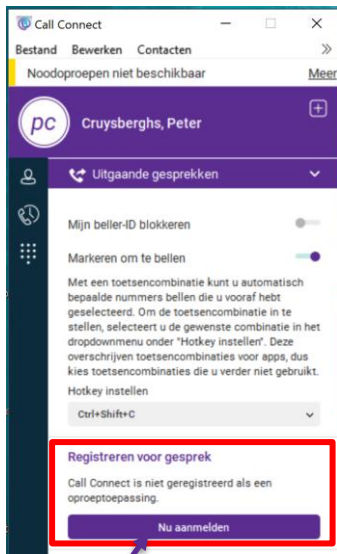 Call Connect
Bestand Bewerken Contacten
Noodoproepen niet beschikbaar Meer
pc
Cruysberghs, Peter
Uitgaande gesprekken
Mijn beller-ID blokkeren
Markeren om te bellen
Met een toetsencombinatie kunt u automatisch
bepaalde nummers bellen die u vooraf hebt
geselecteerd. Om de toetsencombinatie in te
stellen, selecteert u de gewenste combinatie in het
dropdownmenu onder "Hotkey instellen". Deze
overschrijven toetsencombinaties voor apps, dus
kies toetsencombinaties die u verder niet gebruikt.
Hotkey instellen
Ctrl+Shift+C
Registreren voor gesprek
Call Connect is niet geregistreerd als een
oproeptoepassing.
Nu aanmelden